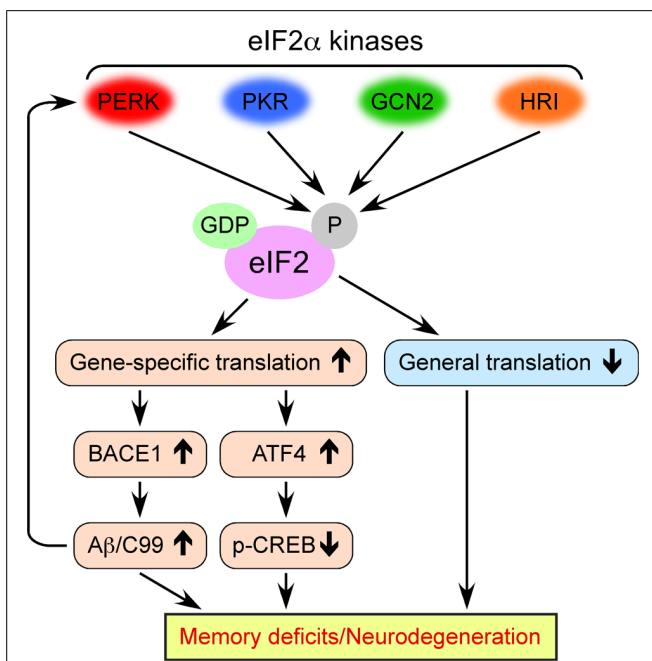 eIF2α kinases
PERK PKR GCN2 HRI
GDP P
eIF2
Gene-specific translation ↑ General translation ↓
BACE1 ↑ ATF4 ↑
Aβ/C99 ↑ p-CREB ↓
Memory deficits/Neurodegeneration